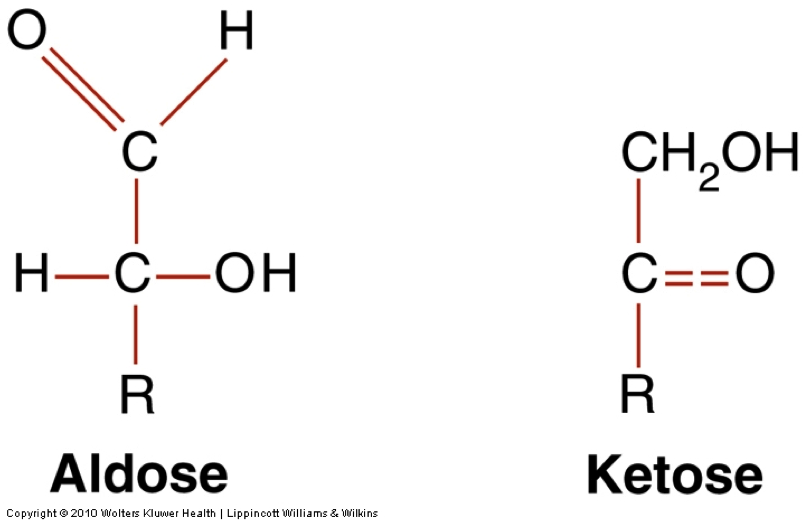 O H
C CH2OH
H C OH C O
R R
Aldose Ketose
Copyright © 2010 Wolters Kluwer Health | Lippincott Williams & Wilkins